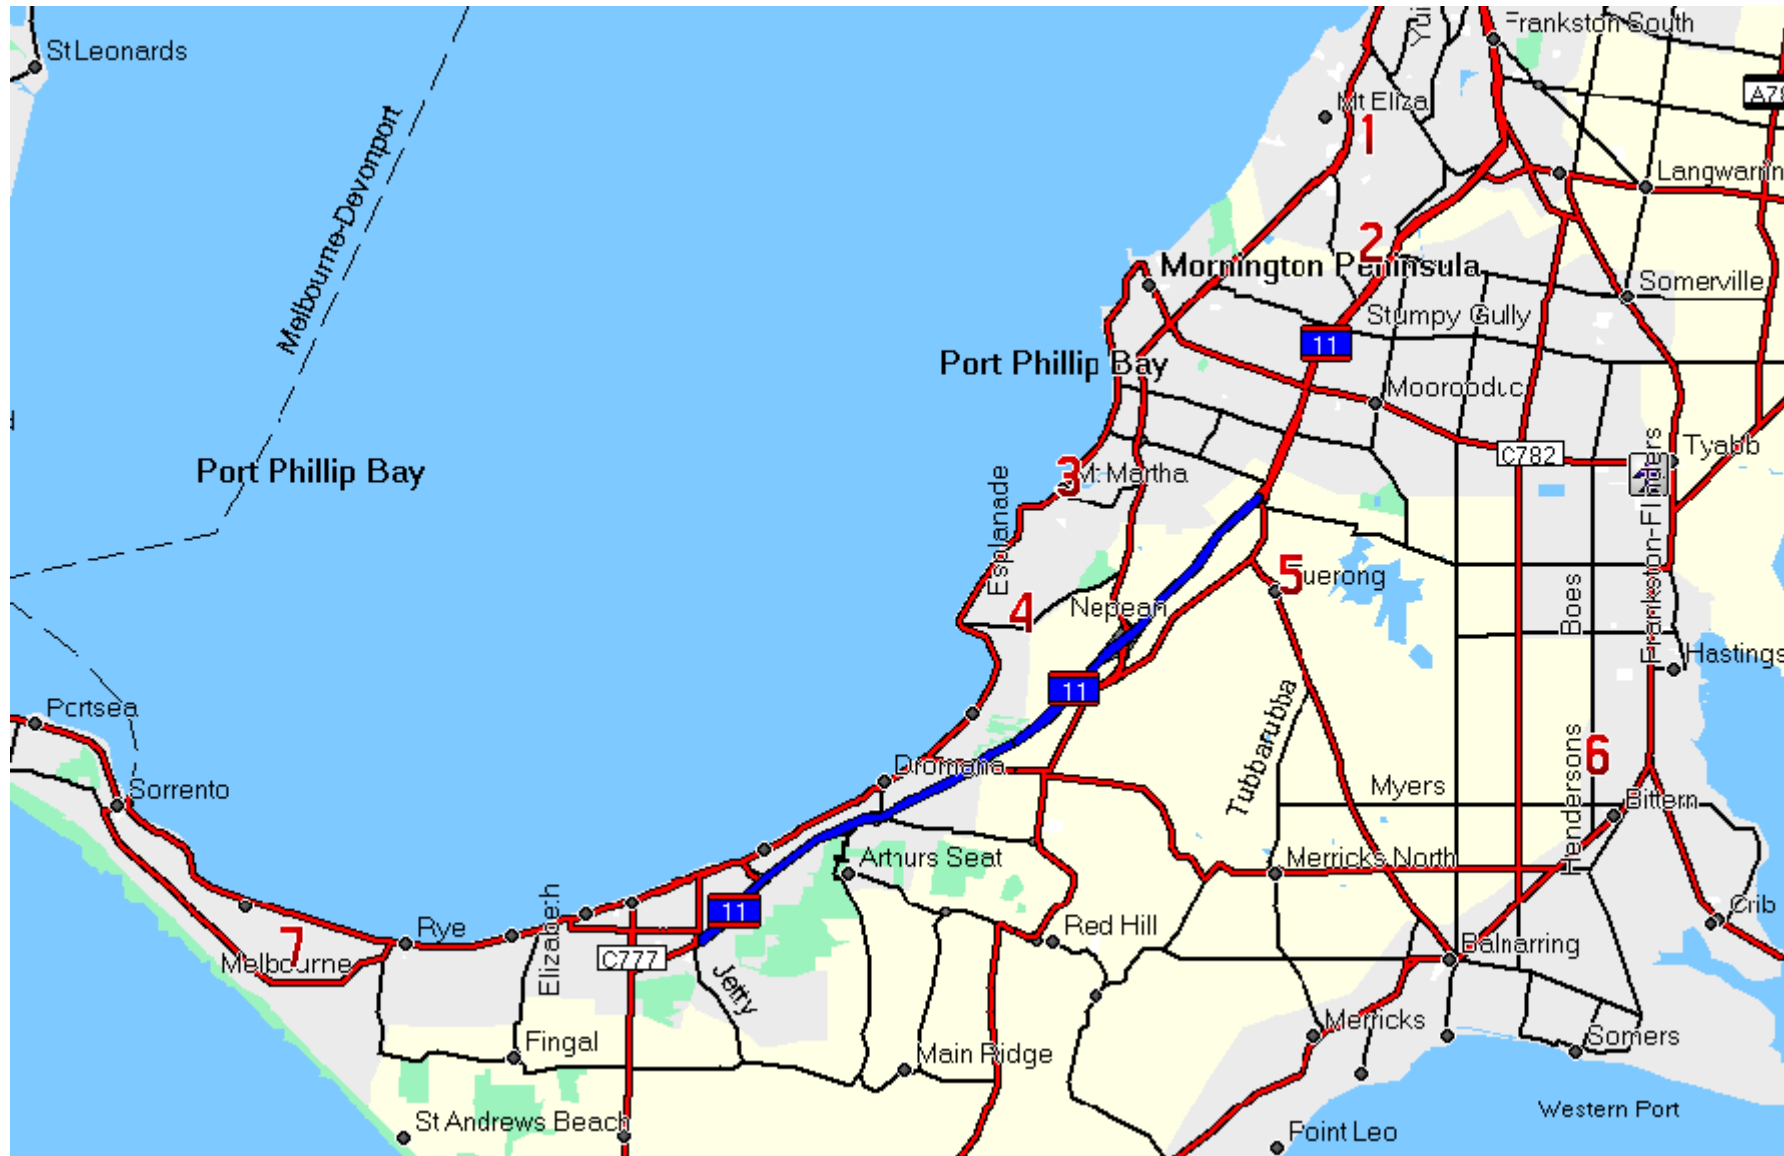 Frankston South
StLeonards
A78
Mt Eliza
1
Melbourne-Devonport
Langwarrin
2
Mornington Peninsula
Somerville
Stumpy Gully
11
Port Phillip Bay
Moorooduc
C782
Tyabb
Port Phillip Bay
3
Mt Martha
Esplanade
Frankston-Flinders
5
Tuerong
4
Nepean
Boes
Hastings
11
Portsea
Tubbarubba
Hendersons
6
Dromana
Myers
Sorrento
Bittern
Arthurs Seat
Merricks North
11
Crib
Rye
Red Hill
Elizabeth
7
Melbourne
C777
Balnarring
Jetty
Merricks
Somers
Fingal
Main Ridge
Western Port
St Andrews Beach
Point Leo